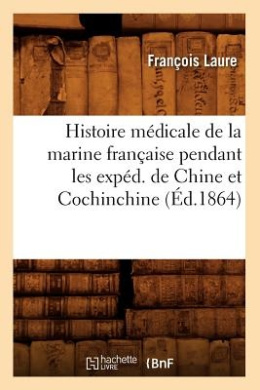 François Laure
Histoire médicale de la
marine française pendant
les expéd. de Chine et
Cochinchine (Éd.1864)
hachette
LIVRE
{BnF